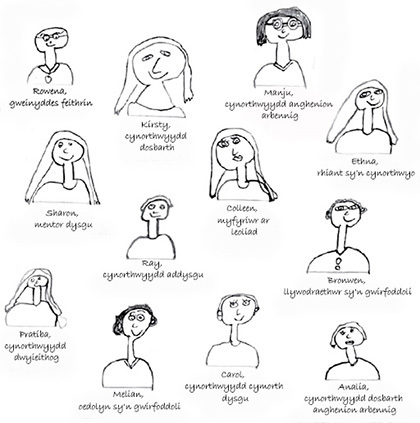 Rowena,
gweinyddes feithrin
Kirsty,
cynorthwyydd
dosbarth
Manju,
cynorthwyydd anghenion
arbennig
Ethna,
rhiant sy'n cynorthwyo
Sharon,
mentor dysgu
Colleen,
myfyriwr ar
leoliad
Ray,
cynorthwyydd addysgu
Bronwen,
llywodraethwr sy'n gwirfoddoli
Pratiba,
cynorthwyydd
dwyieithog
Melian,
oedolyn sy'n gwirfoddoli
Carol,
cynorthwyydd cymorth
dysgu
Analia,
cynorthwyydd dosbarth
anghenion arbennig